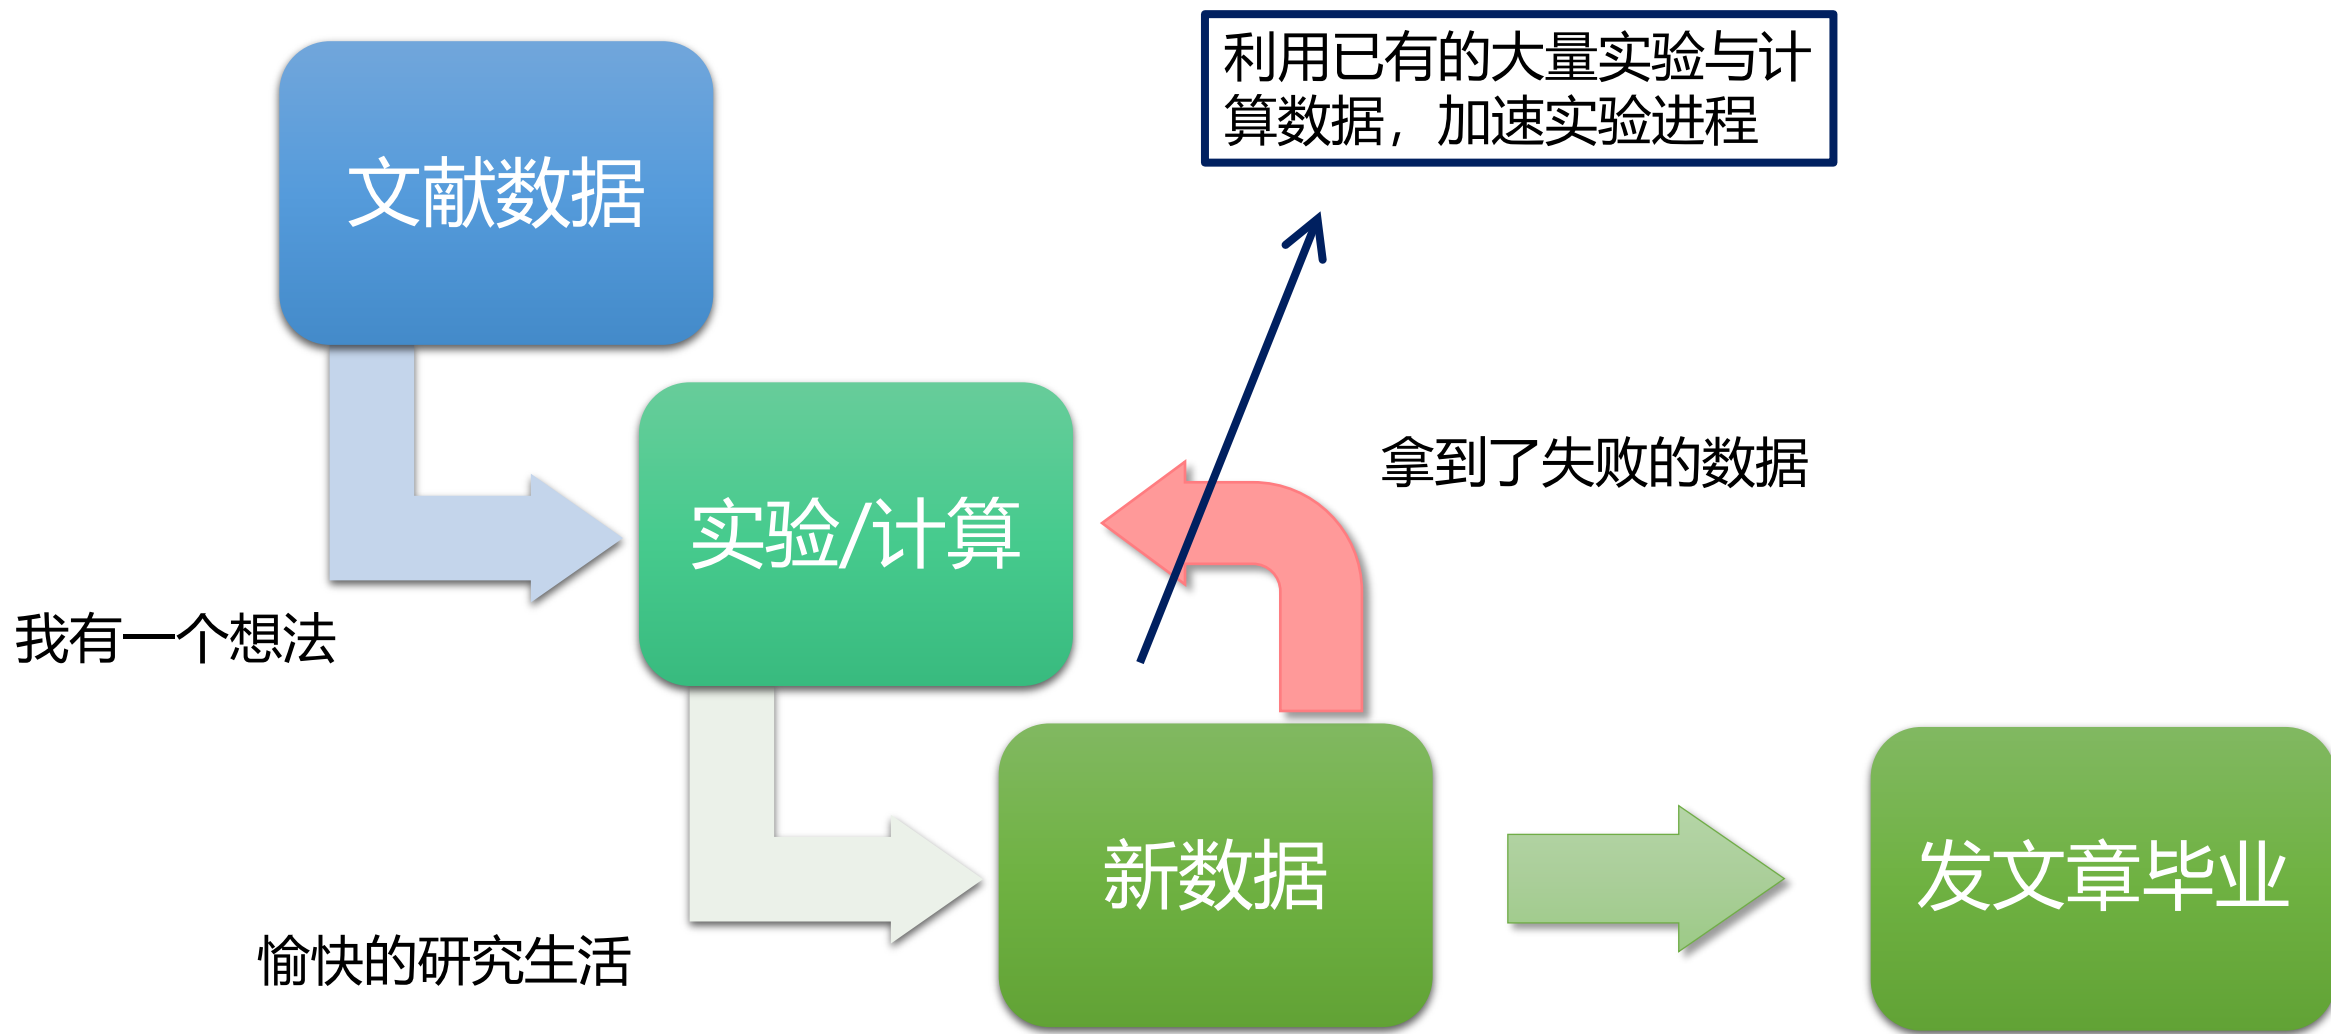 利用已有的大量实验与计
算数据，加速实验进程
文献数据
拿到了失败的数据
实验/计算
我有一个想法
新数据
发文章毕业
愉快的研究生活